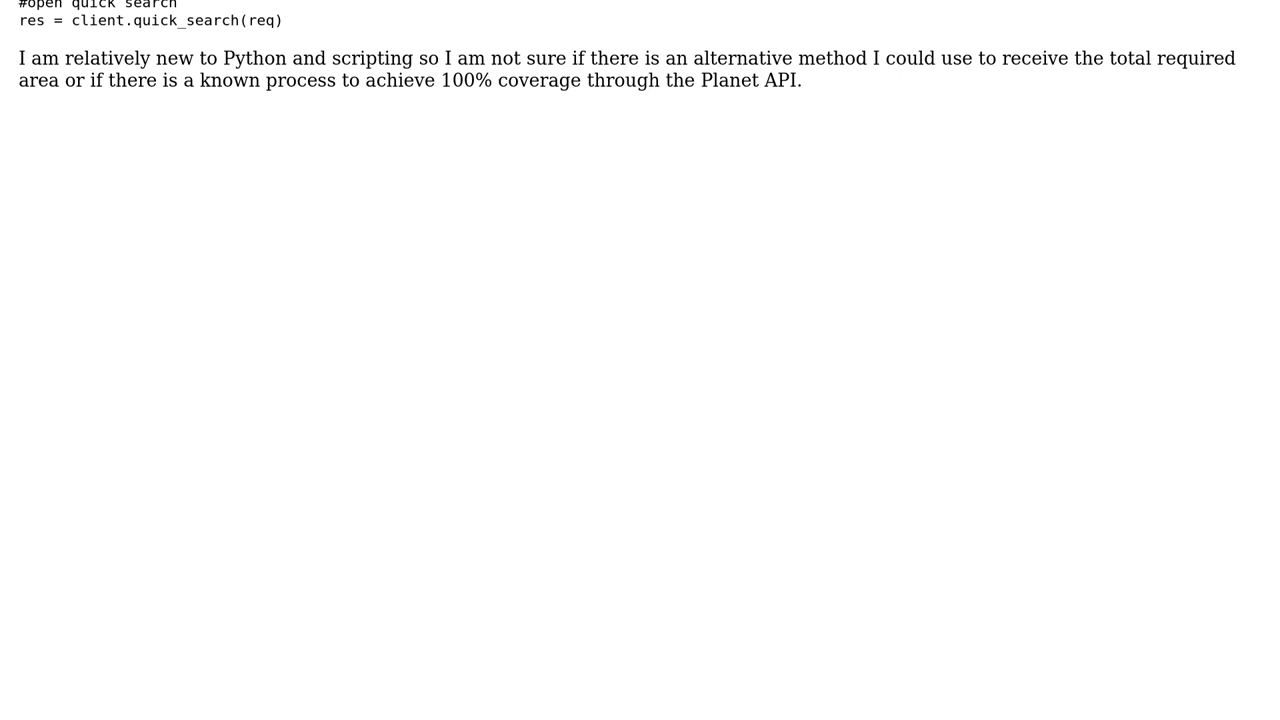 #open quick search
res = client.quick_search(req)
I am relatively new to Python and scripting so I am not sure if there is an alternative method I could use to receive the total required
area or if there is a known process to achieve 100% coverage through the Planet API.